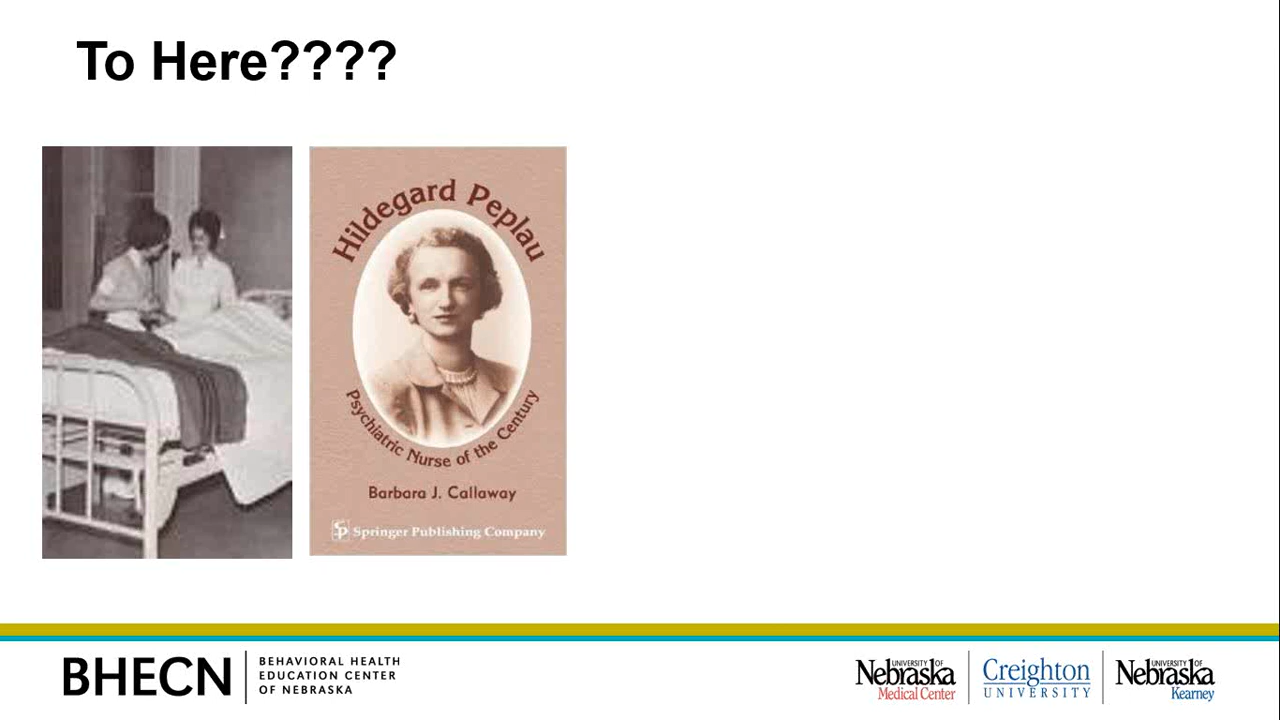 To Here????
Hildegard Peplau
Psychiatric Nurse of the Century
Barbara J. Callaway
SP Springer Publishing Company
BHECN
BEHAVIORAL HEALTH
EDUCATION CENTER
OF NEBRASKA
UNIVERSITY OF
Nebraska
Medical Center
Creighton
UNIVERSITY
UNIVERSITY OF
Nebraska
Kearney